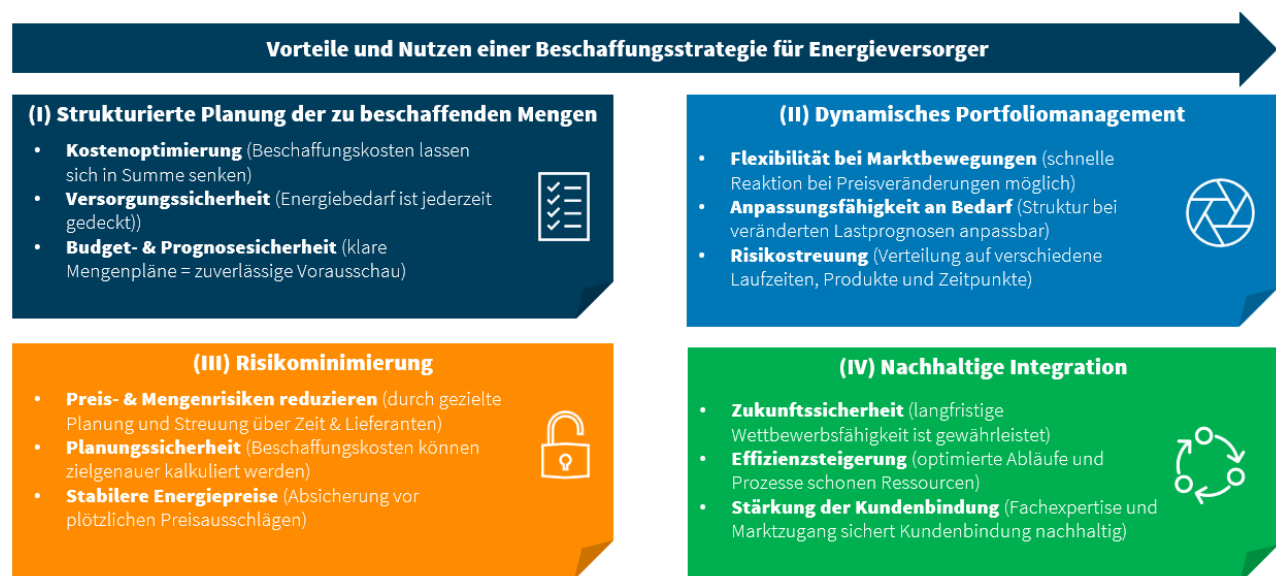 Vorteile und Nutzen einer Beschaffungsstrategie für Energieversorger
(I) Strukturierte Planung der zu beschaffenden Mengen
• Kostenoptimierung (Beschaffungskosten lassen
sich in Summe senken)
• Versorgungssicherheit (Energiebedarf ist jederzeit
gedeckt))
• Budget- & Prognosesicherheit (klare
Mengenpläne = zuverlässige Vorausschau)
(II) Dynamisches Portfoliomanagement
• Flexibilität bei Marktbewegungen (schnelle
Reaktion bei Preisveränderungen möglich)
• Anpassungsfähigkeit an Bedarf (Struktur bei
veränderten Lastprognosen anpassbar)
• Risikostreuung (Verteilung auf verschiedene
Laufzeiten, Produkte und Zeitpunkte)
(III) Risikominimierung
• Preis- & Mengenrisiken reduzieren (durch gezielte
Planung und Streuung über Zeit & Lieferanten)
• Planungssicherheit (Beschaffungskosten können
zielgenauer kalkuliert werden)
• Stabilere Energiepreise (Absicherung vor
plötzlichen Preisausschlägen)
(IV) Nachhaltige Integration
• Zukunftssicherheit (langfristige
Wettbewerbsfähigkeit ist gewährleistet)
• Effizienzsteigerung (optimierte Abläufe und
Prozesse schonen Ressourcen)
• Stärkung der Kundenbindung (Fachexpertise und
Marktzugang sichert Kundenbindung nachhaltig)